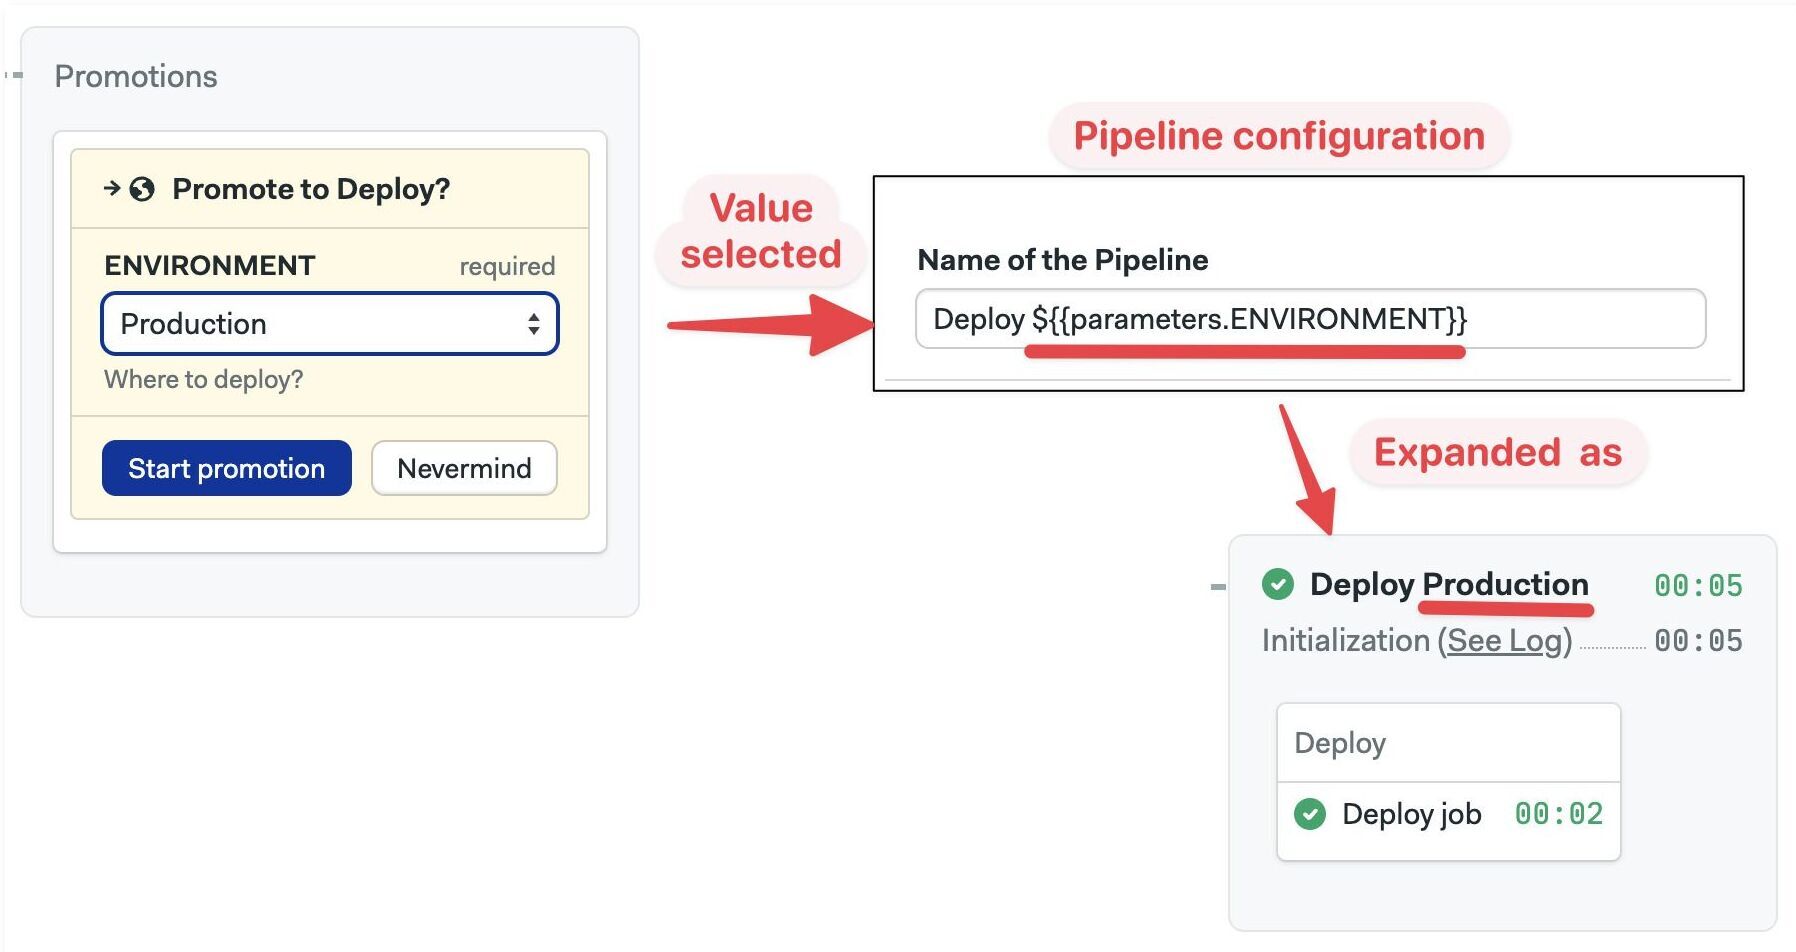 Promotions
Promote to Deploy?
ENVIRONMENT required
Production
Where to deploy?
Start promotion Nevermind
Value
selected
Pipeline configuration
Name of the Pipeline
Deploy ${{parameters.ENVIRONMENT}}
Expanded as
Deploy Production 00:05
Initialization (See Log) 00:05
Deploy
Deploy job 00:02